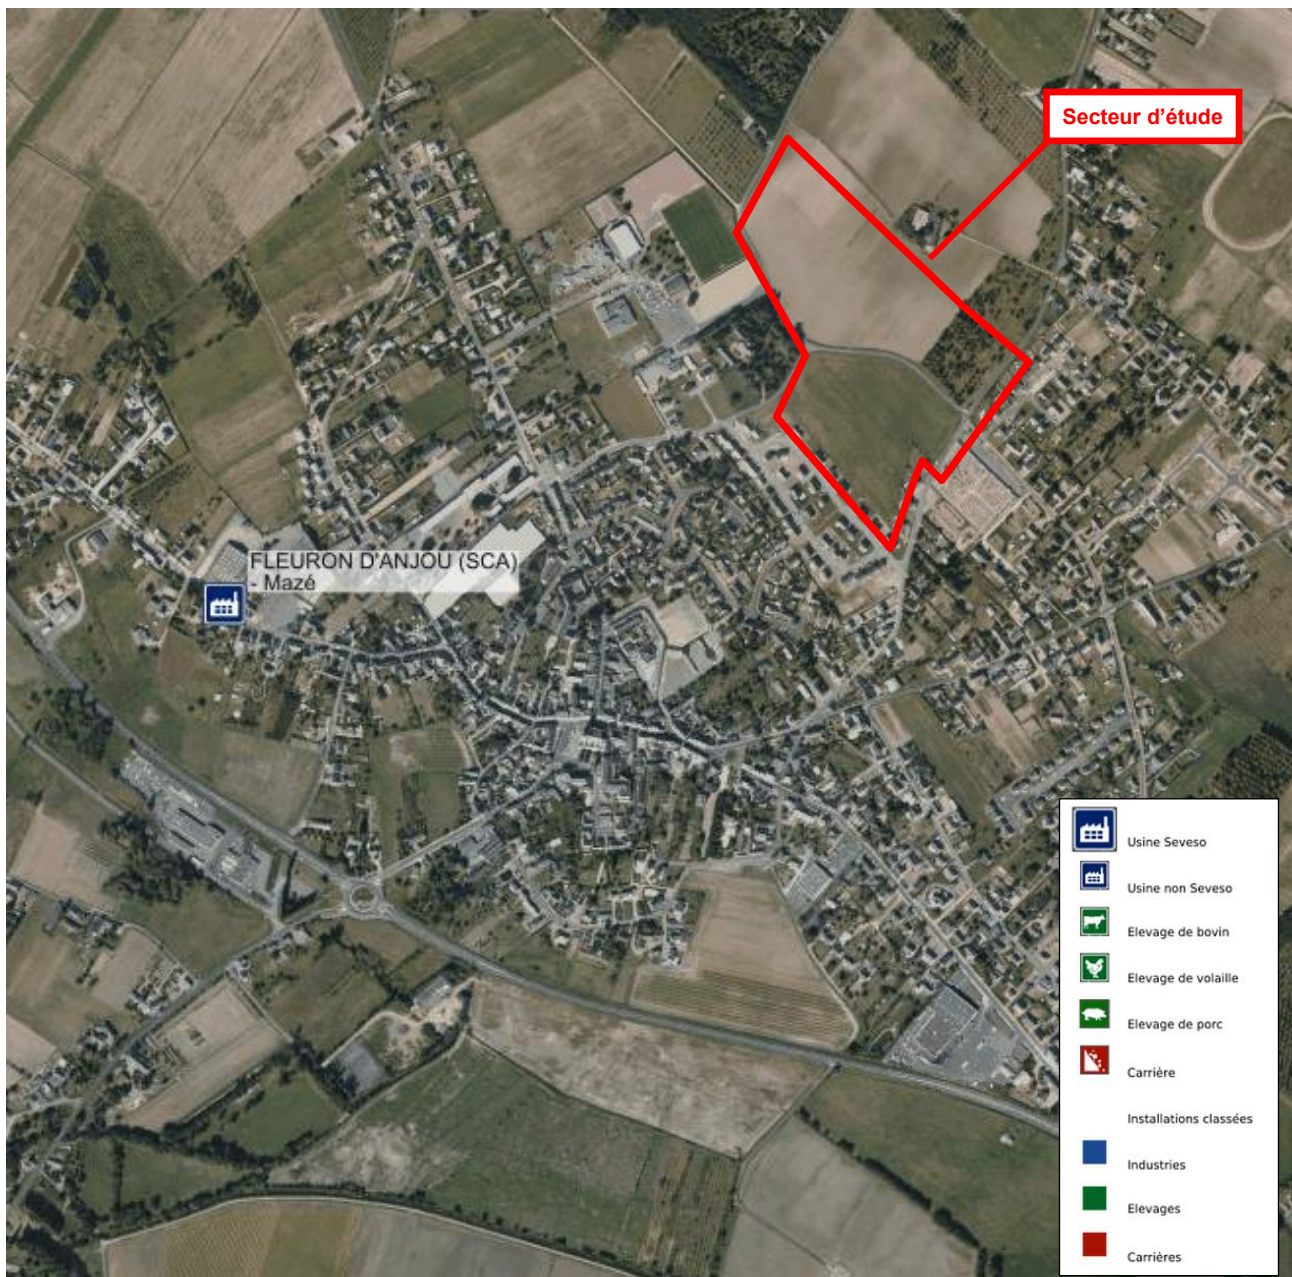 Secteur d'étude
FLEURON D'ANJOU (SCA)
- Mazé
Usine Seveso
Usine non Seveso
Elevage de bovin
Elevage de volaille
Elevage de porc
Carrière
Installations classées
Industries
Elevages
Carrières